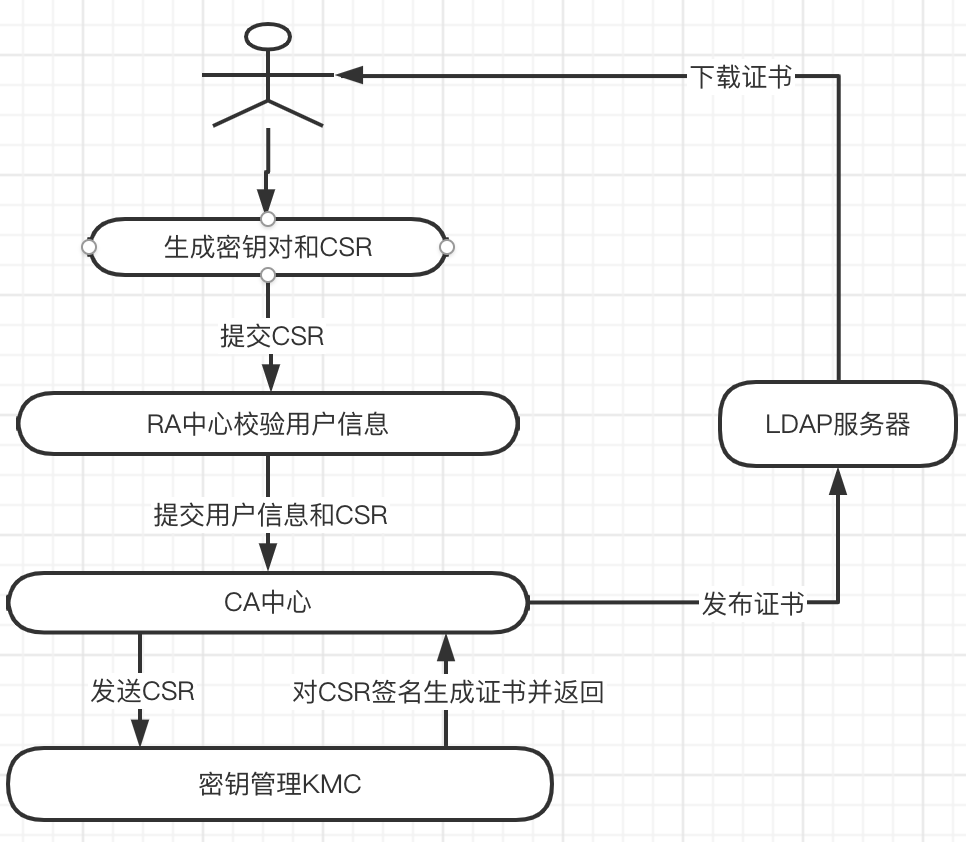 下载证书
生成密钥对和CSR
提交CSR
RA中心校验用户信息
LDAP服务器
提交用户信息和CSR
CA中心
发布证书
发送CSR
对CSR签名生成证书并返回
密钥管理KMC